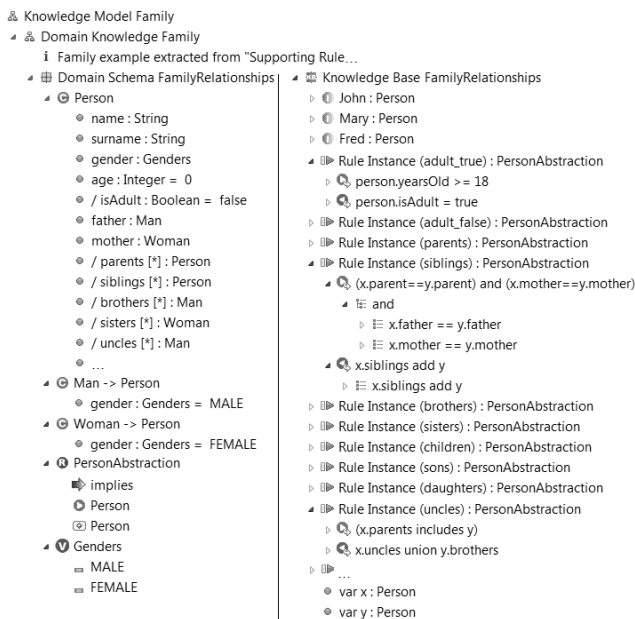 Knowledge Model Family
Domain Knowledge Family
i Family example extracted from "Supporting Rule...
Domain Schema FamilyRelationships
Person
name : String
surname : String
gender : Genders
age : Integer = 0
/ isAdult : Boolean = false
father : Man
mother : Woman
/ parents [*] : Person
/ siblings [*] : Person
/ brothers [*] : Man
/ sisters [*] : Woman
/ uncles [*] : Man
...
Man -> Person
gender : Genders = MALE
Woman -> Person
gender : Genders = FEMALE
R PersonAbstraction
implies
Person
Person
V Genders
MALE
FEMALE
Knowledge Base FamilyRelationships
John : Person
Mary : Person
Fred : Person
Rule Instance (adult_true) : PersonAbstraction
person.yearsOld >= 18
person.isAdult = true
Rule Instance (adult_false) : PersonAbstraction
Rule Instance (parents) : PersonAbstraction
Rule Instance (siblings) : PersonAbstraction
(x.parent==y.parent) and (x.mother==y.mother)
and
x.father == y.father
x.mother == y.mother
x.siblings add y
x.siblings add y
Rule Instance (brothers) : PersonAbstraction
Rule Instance (sisters) : PersonAbstraction
Rule Instance (children) : PersonAbstraction
Rule Instance (sons) : PersonAbstraction
Rule Instance (daughters) : PersonAbstraction
Rule Instance (uncles) : PersonAbstraction
(x.parents includes y)
x.uncles union y.brothers
...
var x : Person
var y : Person